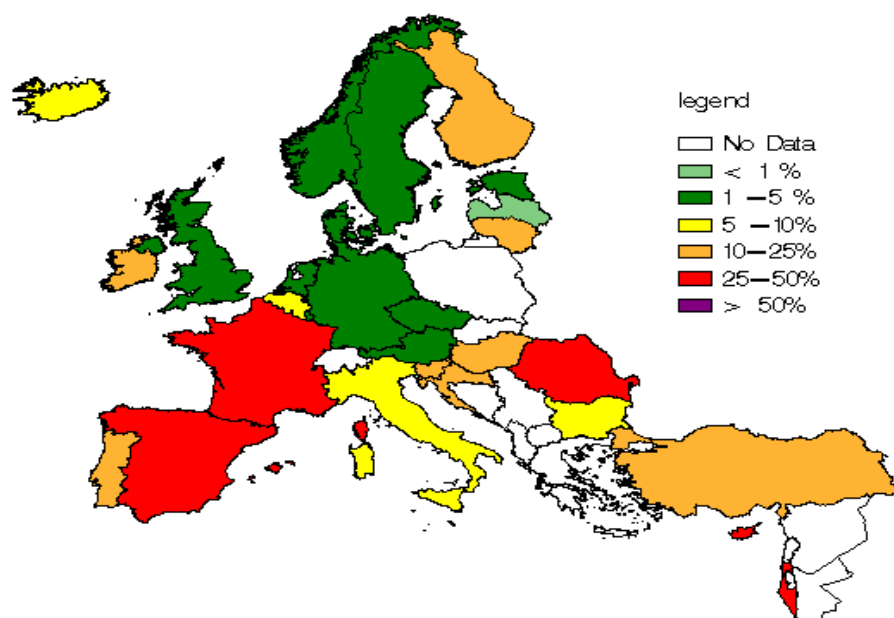 legend
No Data
< 1 %
1 –5 %
5 –10%
10–25%
25–50%
> 50%